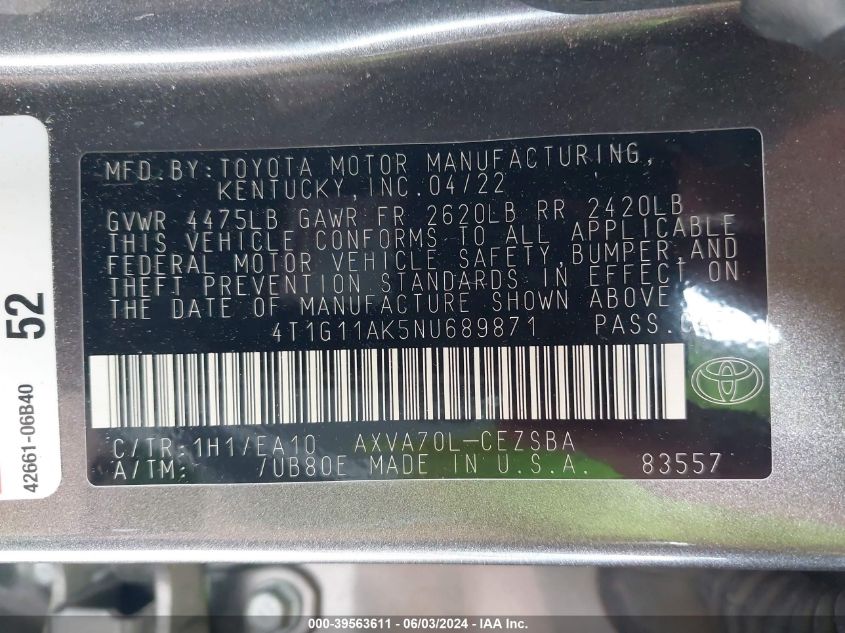 MFD.BY:TOYOTA MOTOR MANUFACTURING,
KENTUCKY,INC.04/22
GVWR 4475LB GAWR FR 2620LB RR 2420LB
THIS VEHICLE CONFORMS TO ALL APPLICABLE
FEDERAL MOTOR VEHICLE SAFETY,BUMPER,AND
THEFT PREVENTION STANDARDS IN EFFECT ON
THE DATE OF MANUFACTURE SHOWN ABOVE.
4T1G11AK5NU689871 PASS.
C/TR:1H1/EA10 AXVA70L-CEZSBA
A/TM: /UB80E MADE IN U.S.A. 83557
52
42661-06B40
000-39563611 - 06/03/2024 - IAA Inc.